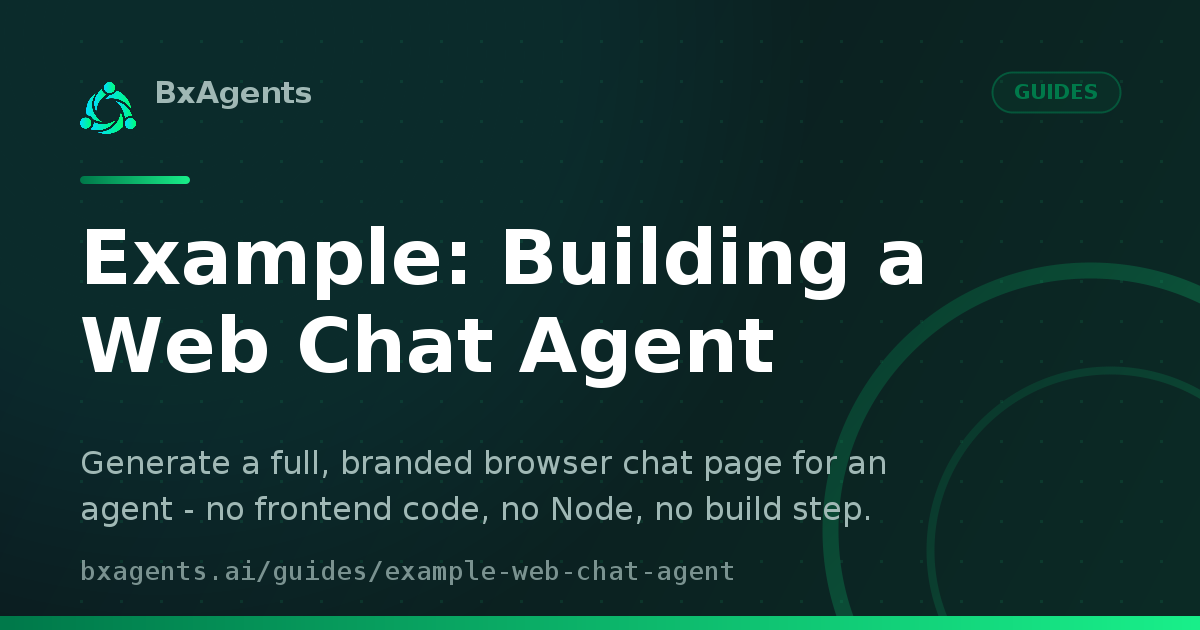 BxAgents
GUIDES
Example: Building a
Web Chat Agent
Generate a full, branded browser chat page for an
agent - no frontend code, no Node, no build step.
bxagents.ai/guides/example-web-chat-agent